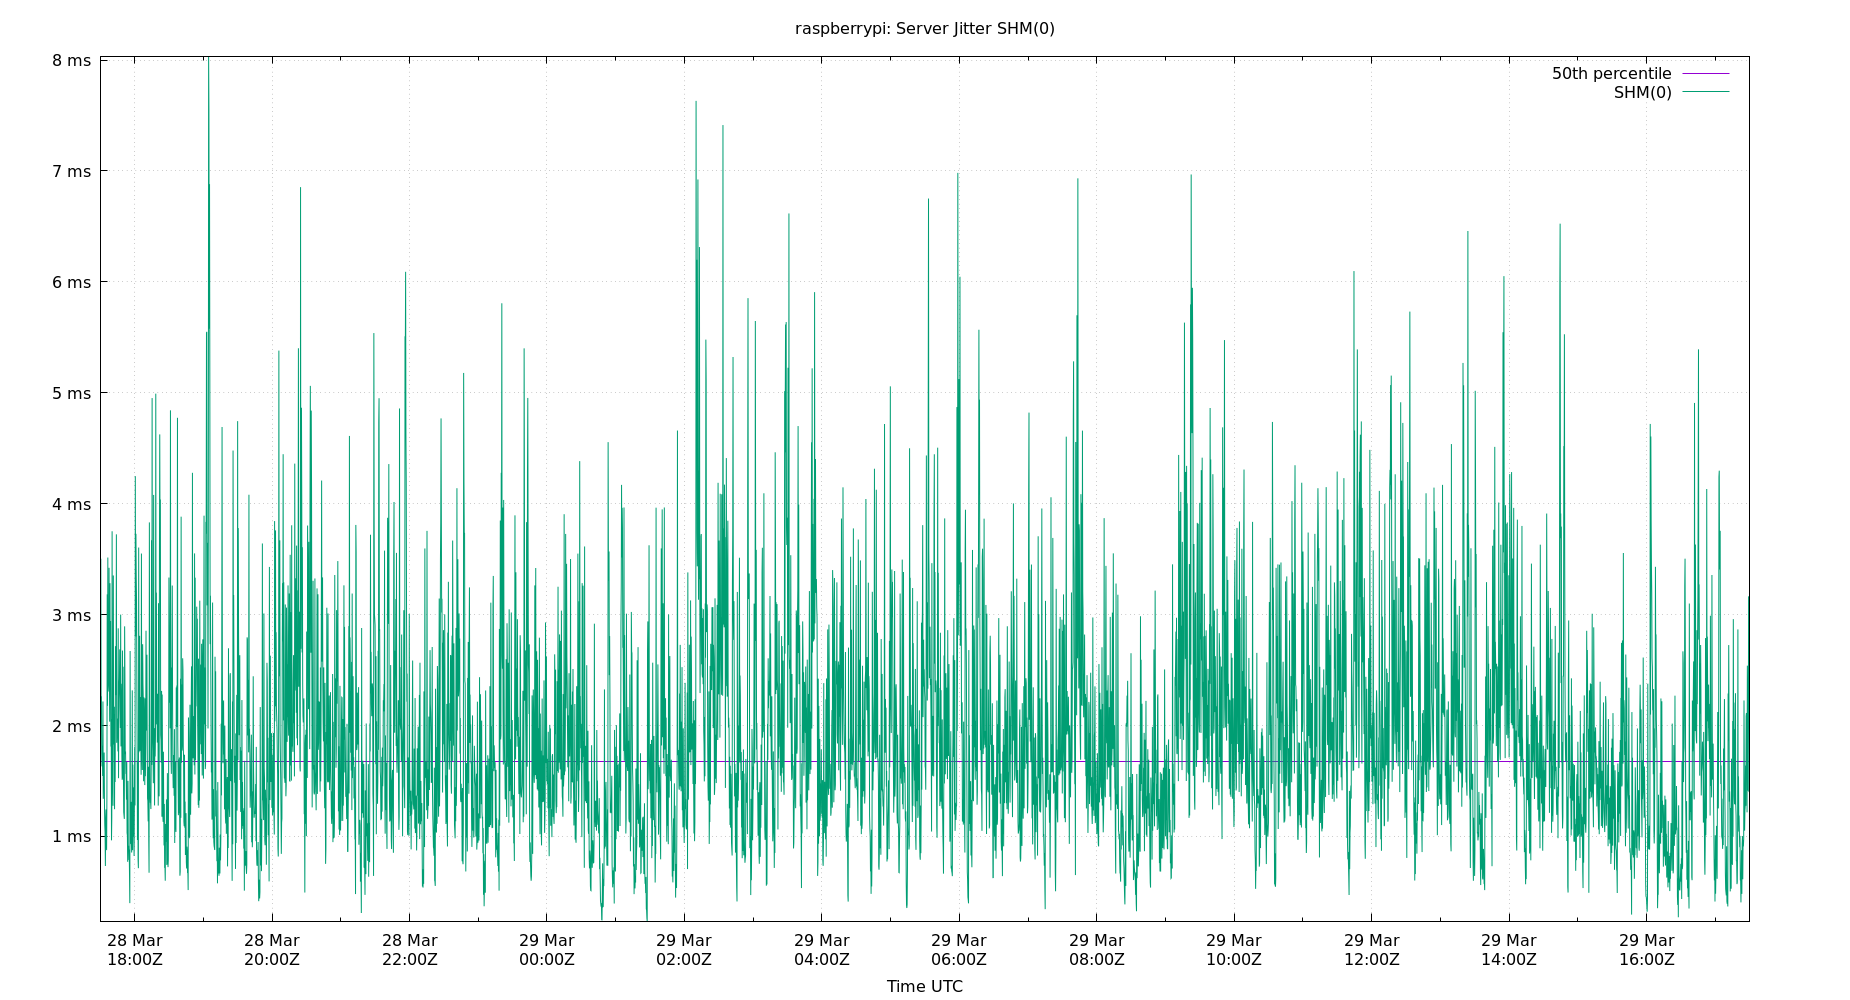 raspberrypi: Server Jitter SHM(0)
8 ms
7 ms
6 ms
5 ms
4 ms
3 ms
2 ms
1 ms
50th percentile
SHM(0)
28 Mar
18:00Z
28 Mar
20:00Z
28 Mar
22:00Z
29 Mar
00:00Z
29 Mar
02:00Z
29 Mar
04:00Z
29 Mar
06:00Z
29 Mar
08:00Z
29 Mar
10:00Z
29 Mar
12:00Z
29 Mar
14:00Z
29 Mar
16:00Z
Time UTC